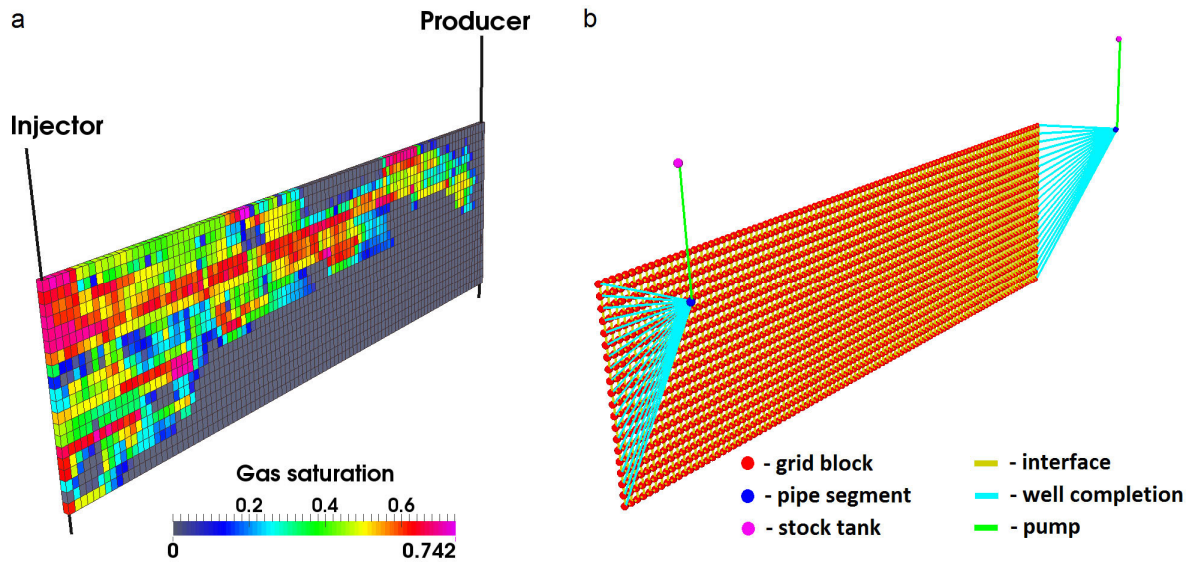 a
Producer
Injector
Gas saturation
0.2 0.4 0.6
0 0.742
b
- grid block
- pipe segment
- stock tank
- interface
- well completion
- pump